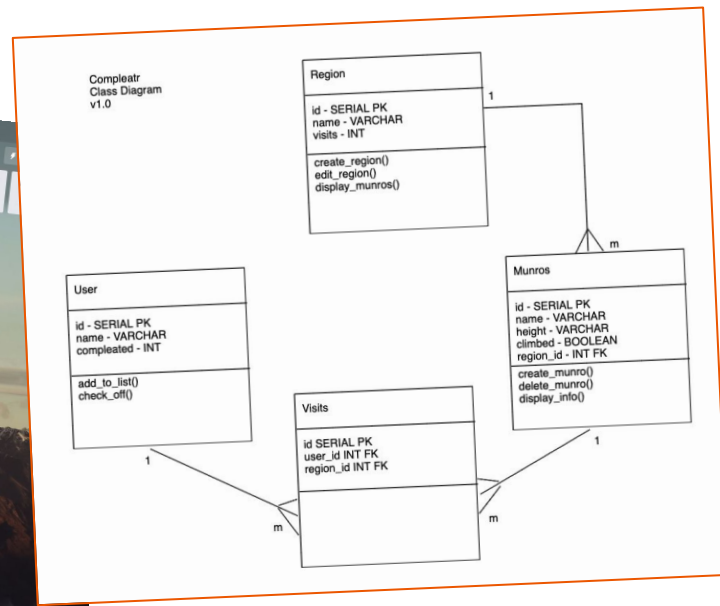 Compleatr
Class Diagram
v1.0
Region
id - SERIAL PK
name - VARCHAR
visits - INT
create_region()
edit_region()
display_munros()
1
m
Munros
id - SERIAL PK
name - VARCHAR
height - VARCHAR
climbed - BOOLEAN
region_id - INT FK
create_munro()
delete_munro()
display_info()
1
User
id - SERIAL PK
name - VARCHAR
compleated - INT
add_to_list()
check_off()
1
Visits
id SERIAL PK
user_id INT FK
region_id INT FK
m
m